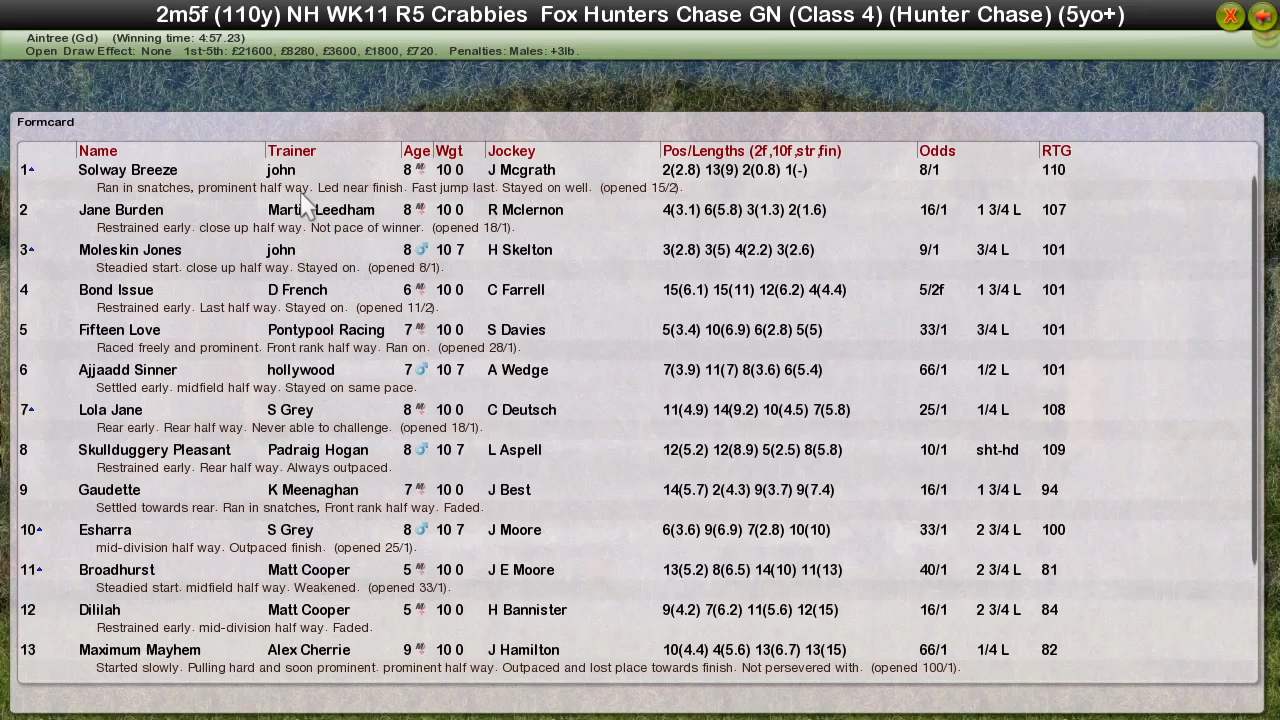 2m5f (110y) NH WK11 R5 Crabbies Fox Hunters Chase GN (Class 4) (Hunter Chase) (5yo+)
Aintree (Gd) (Winning time: 4:57.23)
Open Draw Effect: None 1st-5th: £21600, £8280, £3600, £1800, £720. Penalties: Males: +3lb.
Formcard
Name Trainer Age Wgt Jockey Pos/Lengths (2f,10f,str,fin) Odds RTG
1 Solway Breeze john 8 10 0 J Mcgrath 2(2.8) 13(9) 2(0.8) 1(-) 8/1 110
Ran in snatches, prominent half way. Led near finish. Fast jump last. Stayed on well. (opened 15/2).
2 Jane Burden Leedham 8 10 0 R Mclernon 4(3.1) 6(5.8) 3(1.3) 2(1.6) 16/1 1 3/4 L 107
Restrained early. close up half way. Not pace of winner. (opened 18/1).
3 Moleskin Jones john 8 10 7 H Skelton 3(2.8) 3(5) 4(2.2) 3(2.6) 9/1 3/4 L 101
Steadied start. close up half way. Stayed on. (opened 8/1).
4 Bond Issue D French 6 10 0 C Farrell 15(6.1) 15(11) 12(6.2) 4(4.4) 5/2f 1 3/4 L 101
Restrained early. Last half way. Stayed on. (opened 11/2).
5 Fifteen Love Pontypool Racing 7 10 0 S Davies 5(3.4) 10(6.9) 6(2.8) 5(5) 33/1 3/4 L 101
Raced freely and prominent. Front rank half way. Ran on. (opened 28/1).
6 Ajjaadd Sinner hollywood 7 10 7 A Wedge 7(3.9) 11(7) 8(3.6) 6(5.4) 66/1 1/2 L 101
Settled early. midfield half way. Stayed on same pace.
7 Lola Jane S Grey 8 10 0 C Deutsch 11(4.9) 14(9.2) 10(4.5) 7(5.8) 25/1 1/4 L 108
Rear early. Rear half way. Never able to challenge. (opened 18/1).
8 Skullduggery Pleasant Padraig Hogan 8 10 7 L Aspell 12(5.2) 12(8.9) 5(2.5) 8(5.8) 10/1 sht-hd 109
Restrained early. Rear half way. Always outpaced.
9 Gaudette K Meenaghan 7 10 0 J Best 14(5.7) 2(4.3) 9(3.7) 9(7.4) 16/1 1 3/4 L 94
Settled towards rear. Ran in snatches, Front rank half way. Faded.
10 Esharra S Grey 8 10 7 J Moore 6(3.6) 9(6.9) 7(2.8) 10(10) 33/1 2 3/4 L 100
mid-division half way. Outpaced finish. (opened 25/1).
11 Broadhurst Matt Cooper 5 10 0 J E Moore 13(5.2) 8(6.5) 14(10) 11(13) 40/1 2 3/4 L 81
Steadied start. midfield half way. Weakened. (opened 33/1).
12 Dililah Matt Cooper 5 10 0 H Bannister 9(4.2) 7(6.2) 11(5.6) 12(15) 16/1 2 3/4 L 84
Restrained early. mid-division half way. Faded.
13 Maximum Mayhem Alex Cherrie 9 10 0 J Hamilton 10(4.4) 4(5.6) 13(6.7) 13(15) 66/1 1/4 L 82
Started slowly. Pulling hard and soon prominent. prominent half way. Outpaced and lost place towards finish. Not persevered with. (opened 100/1).